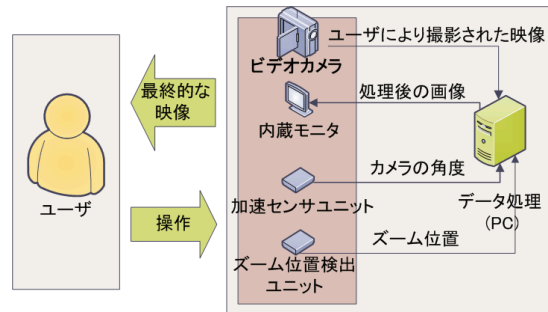 ユーザにより撮影された映像
ビデオカメラ
最終的な
映像
処理後の画像
内蔵モニタ
カメラの角度
ユーザ
操作
加速センサユニット
データ処理
(PC)
ズーム位置
ズーム位置検出
ユニット